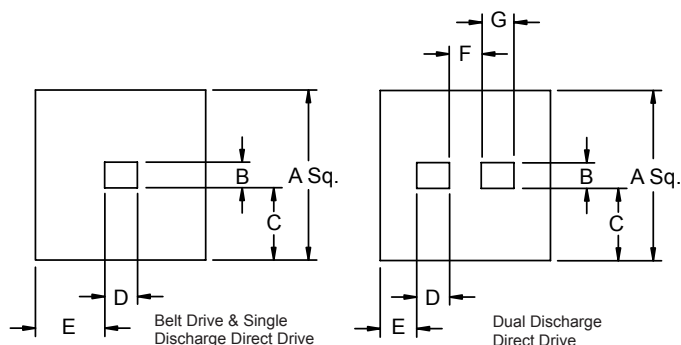 G
F
B
A Sq.
C
D
E
Belt Drive & Single
Discharge Direct Drive
B
A Sq.
C
D
E
Dual Discharge
Direct Drive